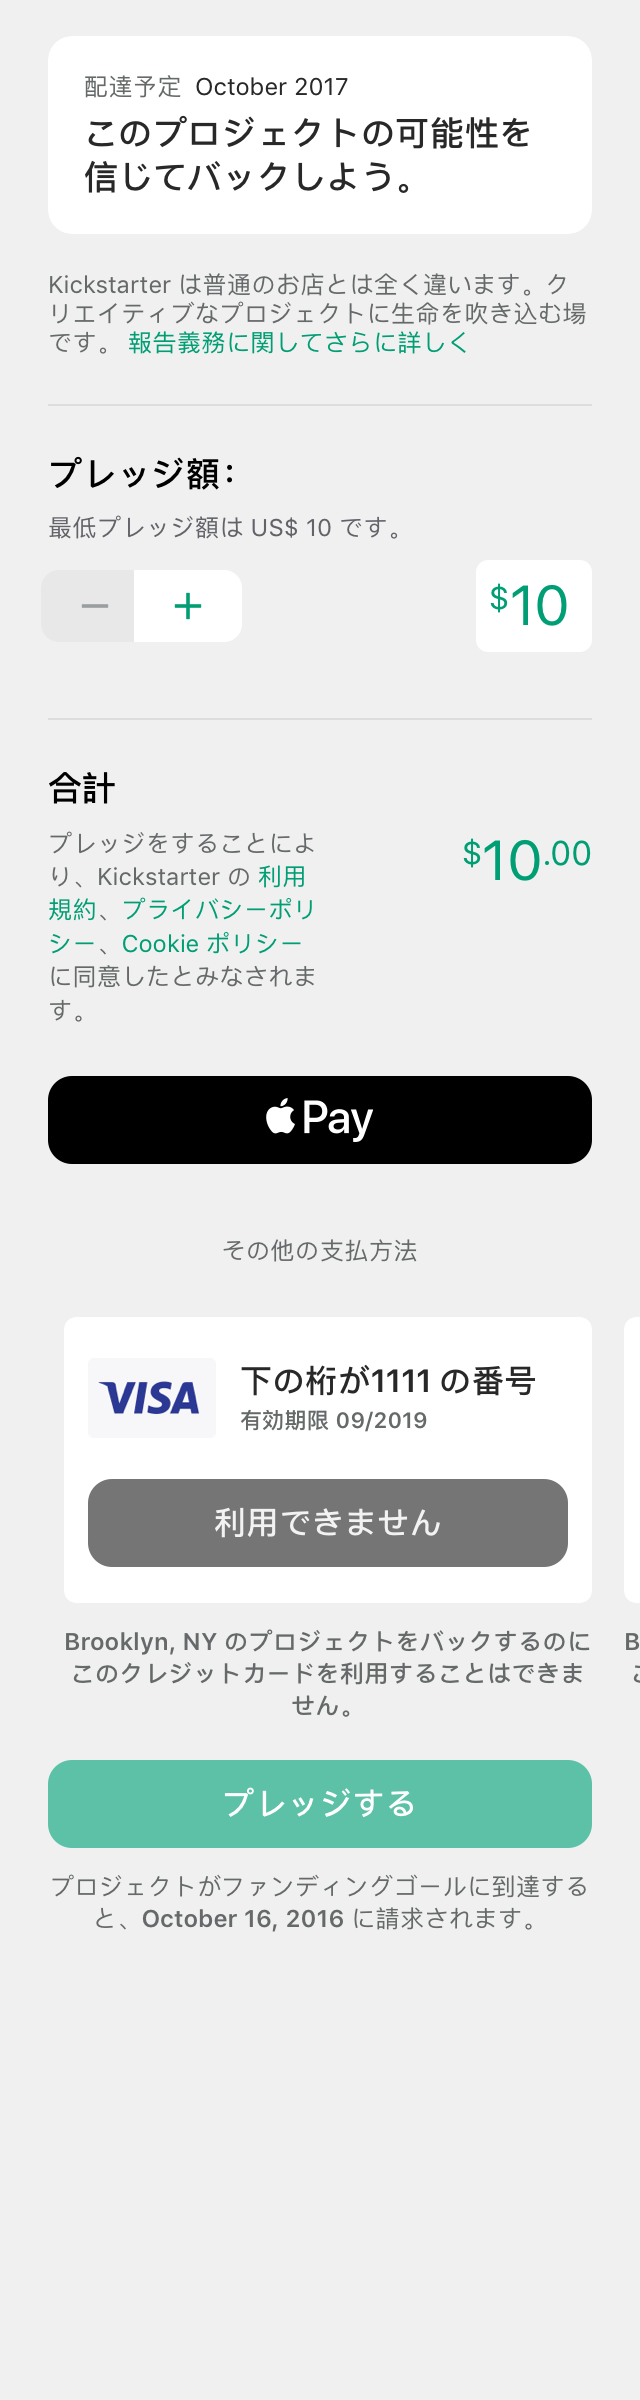 配達予定 October 2017
このプロジェクトの可能性を
信じてバックしよう。
Kickstarter は普通のお店とは全く違います。ク
リエイティブなプロジェクトに生命を吹き込む場
です。 報告義務に関してさらに詳しく
プレッジ額:
最低プレッジ額は US$ 10 です。
− +
$10
合計
プレッジをすることによ
り、Kickstarter の 利用
規約、プライバシーポリ
シー、Cookie ポリシー
に同意したとみなされま
す。
$10.00
Pay
その他の支払方法
VISA
下の桁が1111 の番号
有効期限 09/2019
利用できません
Brooklyn, NY のプロジェクトをバックするのに
このクレジットカードを利用することはできま
せん。
B
プレッジする
プロジェクトがファンディングゴールに到達する
と、October 16, 2016 に請求されます。